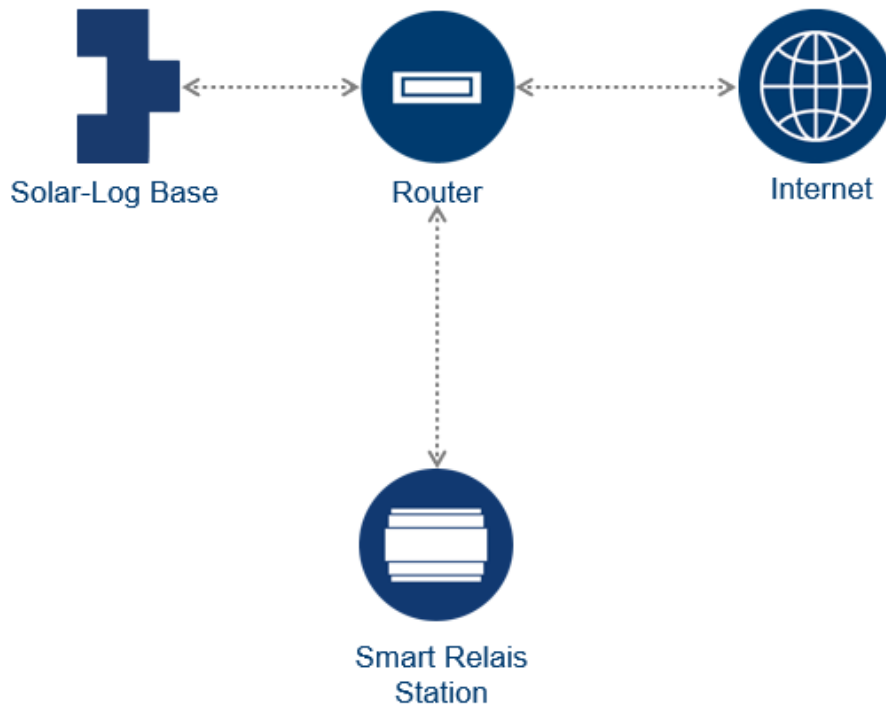 Solar-Log Base
Router
Internet
Smart Relais
Station